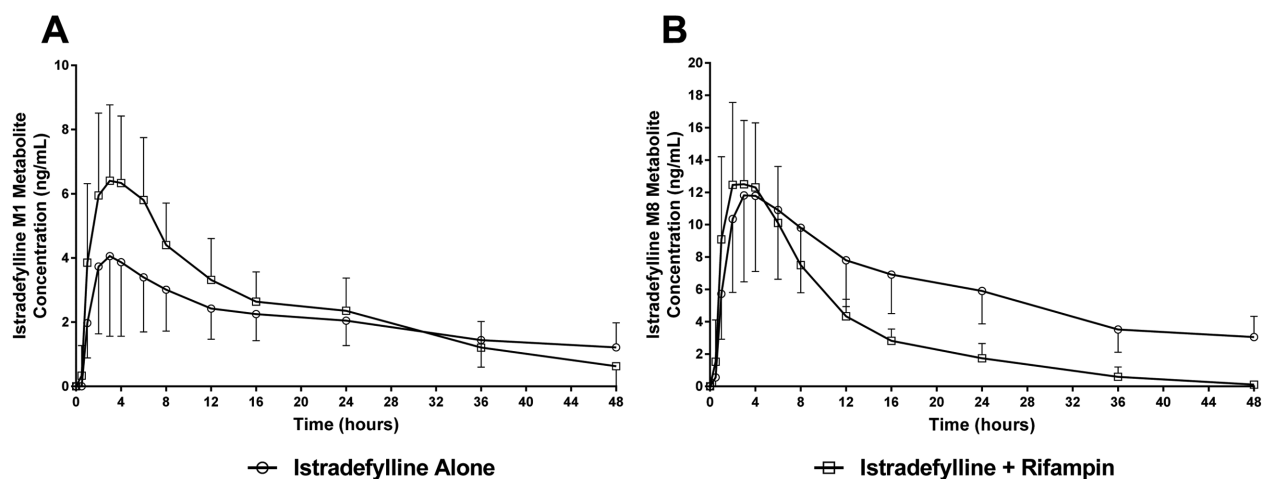 A
Istradefylline M1 Metabolite
Concentration (ng/mL)
10
8
6
4
2
0
0 4 8 12 16 20 24 28 32 36 40 44 48
Time (hours)
B
Istradefylline M8 Metabolite
Concentration (ng/mL)
20
18
16
14
12
10
8
6
4
2
0
0 4 8 12 16 20 24 28 32 36 40 44 48
Time (hours)
Istradefylline Alone
Istradefylline + Rifampin